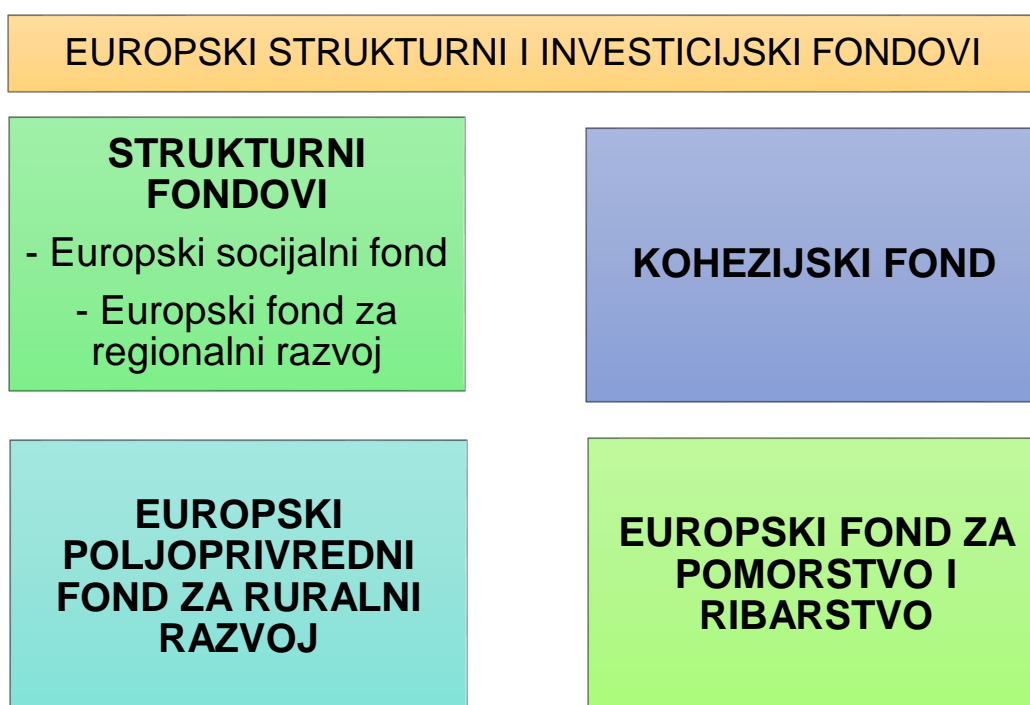 EUROPSKI STRUKTURNI I INVESTICIJSKI FONDOVI
STRUKTURNI
FONDOVI
- Europski socijalni fond
- Europski fond za
regionalni razvoj
KOHEZIJSKI FOND
EUROPSKI
POLJOPRIVREDNI
FOND ZA RURALNI
RAZVOJ
EUROPSKI FOND ZA
POMORSTVO I
RIBARSTVO